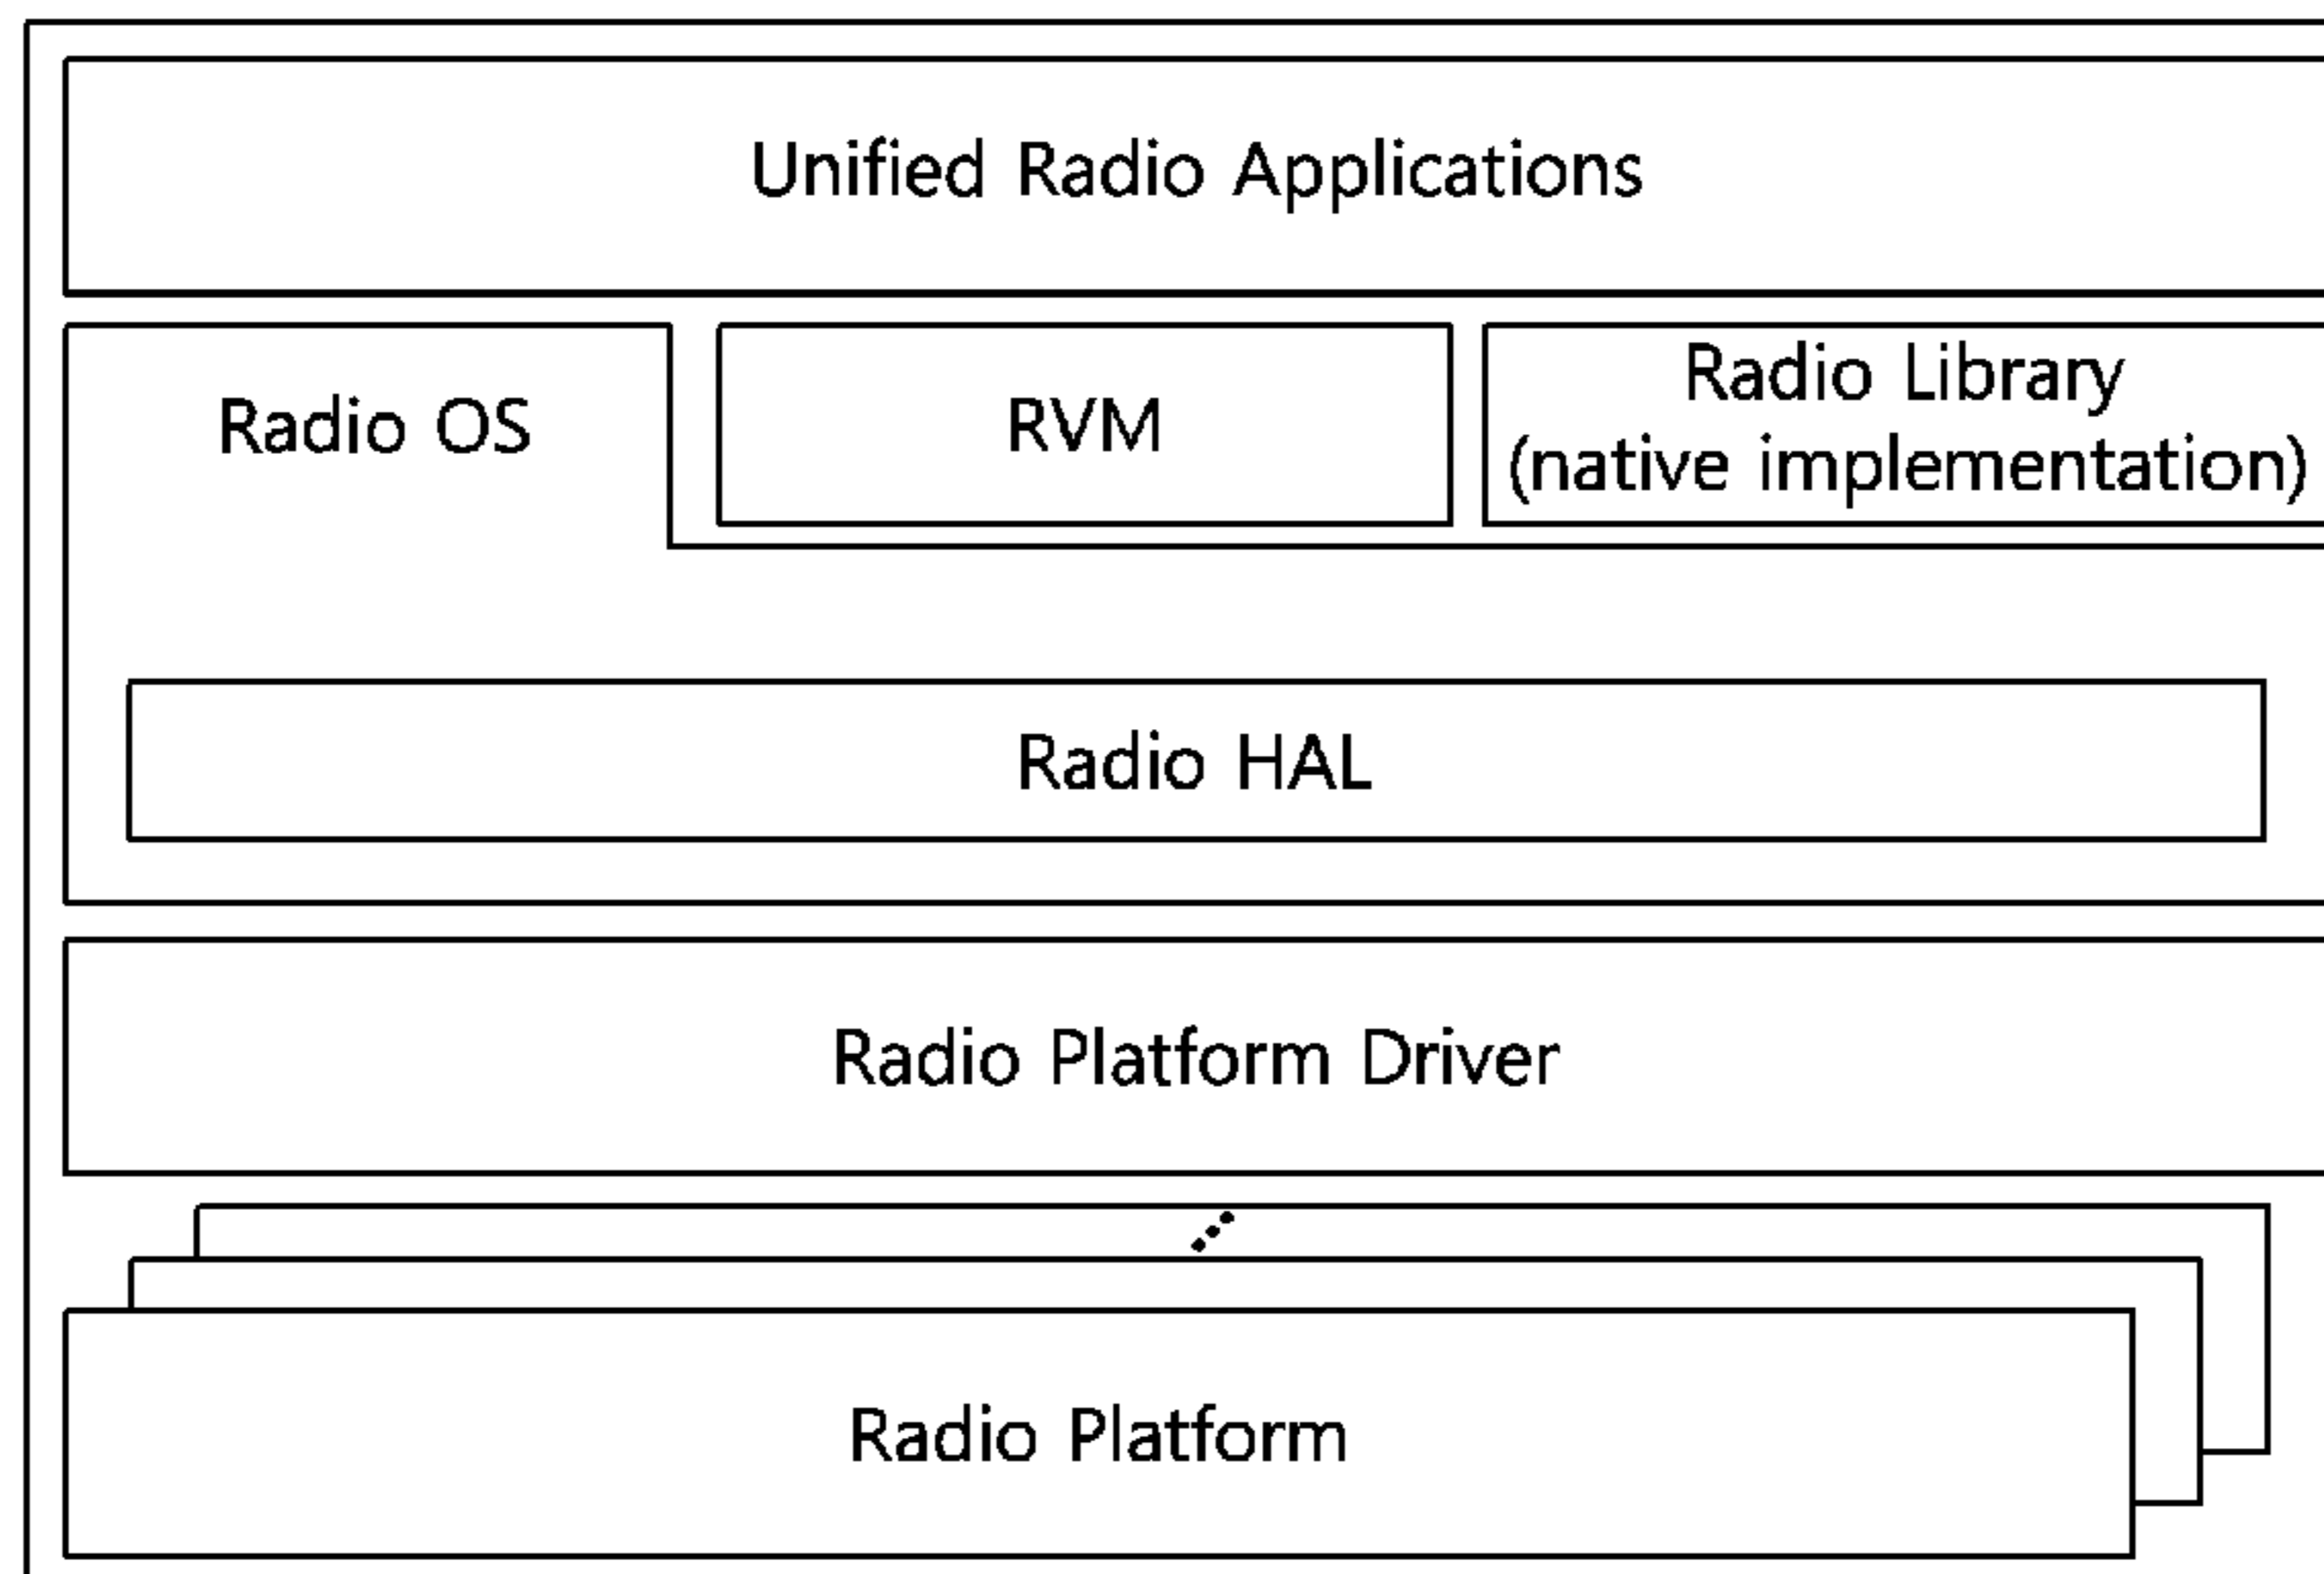 Unified Radio Applications
Radio OS
RVM
Radio Library
(native implementation)
Radio HAL
Radio Platform Driver
Radio Platform